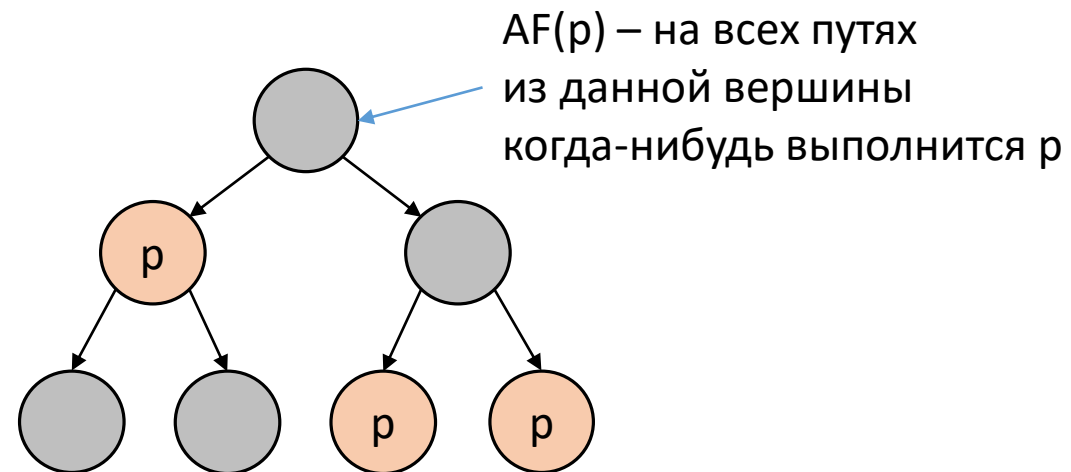 AF(p) – на всех путях
из данной вершины
когда-нибудь выполнится p
p
p
p